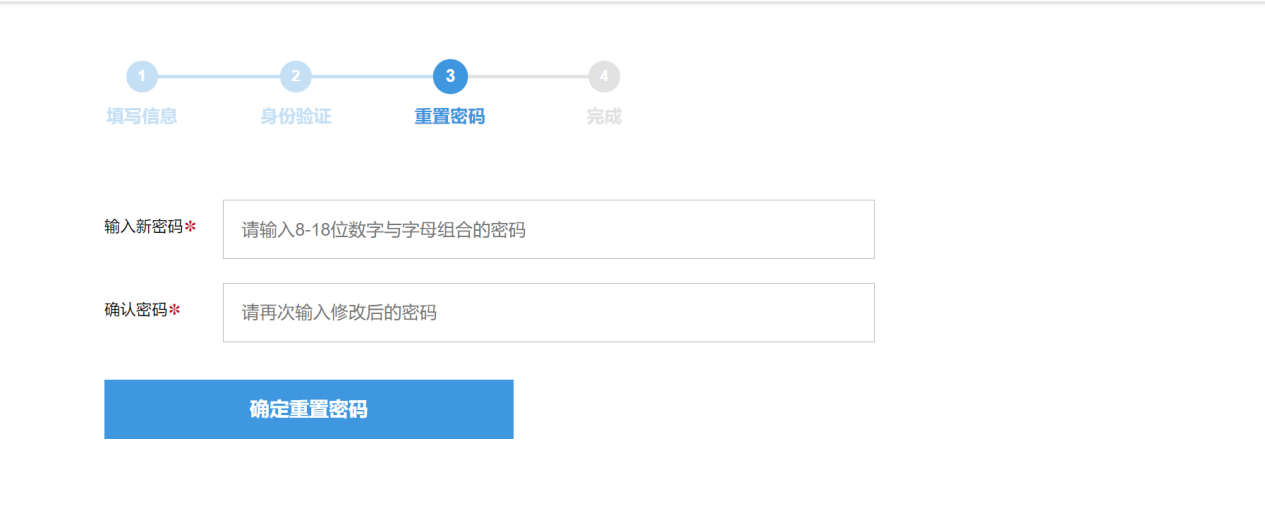 1 2 3 4
填写信息 身份验证 重置密码 完成
输入新密码* 请输入8-18位数字与字母组合的密码
确认密码* 请再次输入修改后的密码
确定重置密码